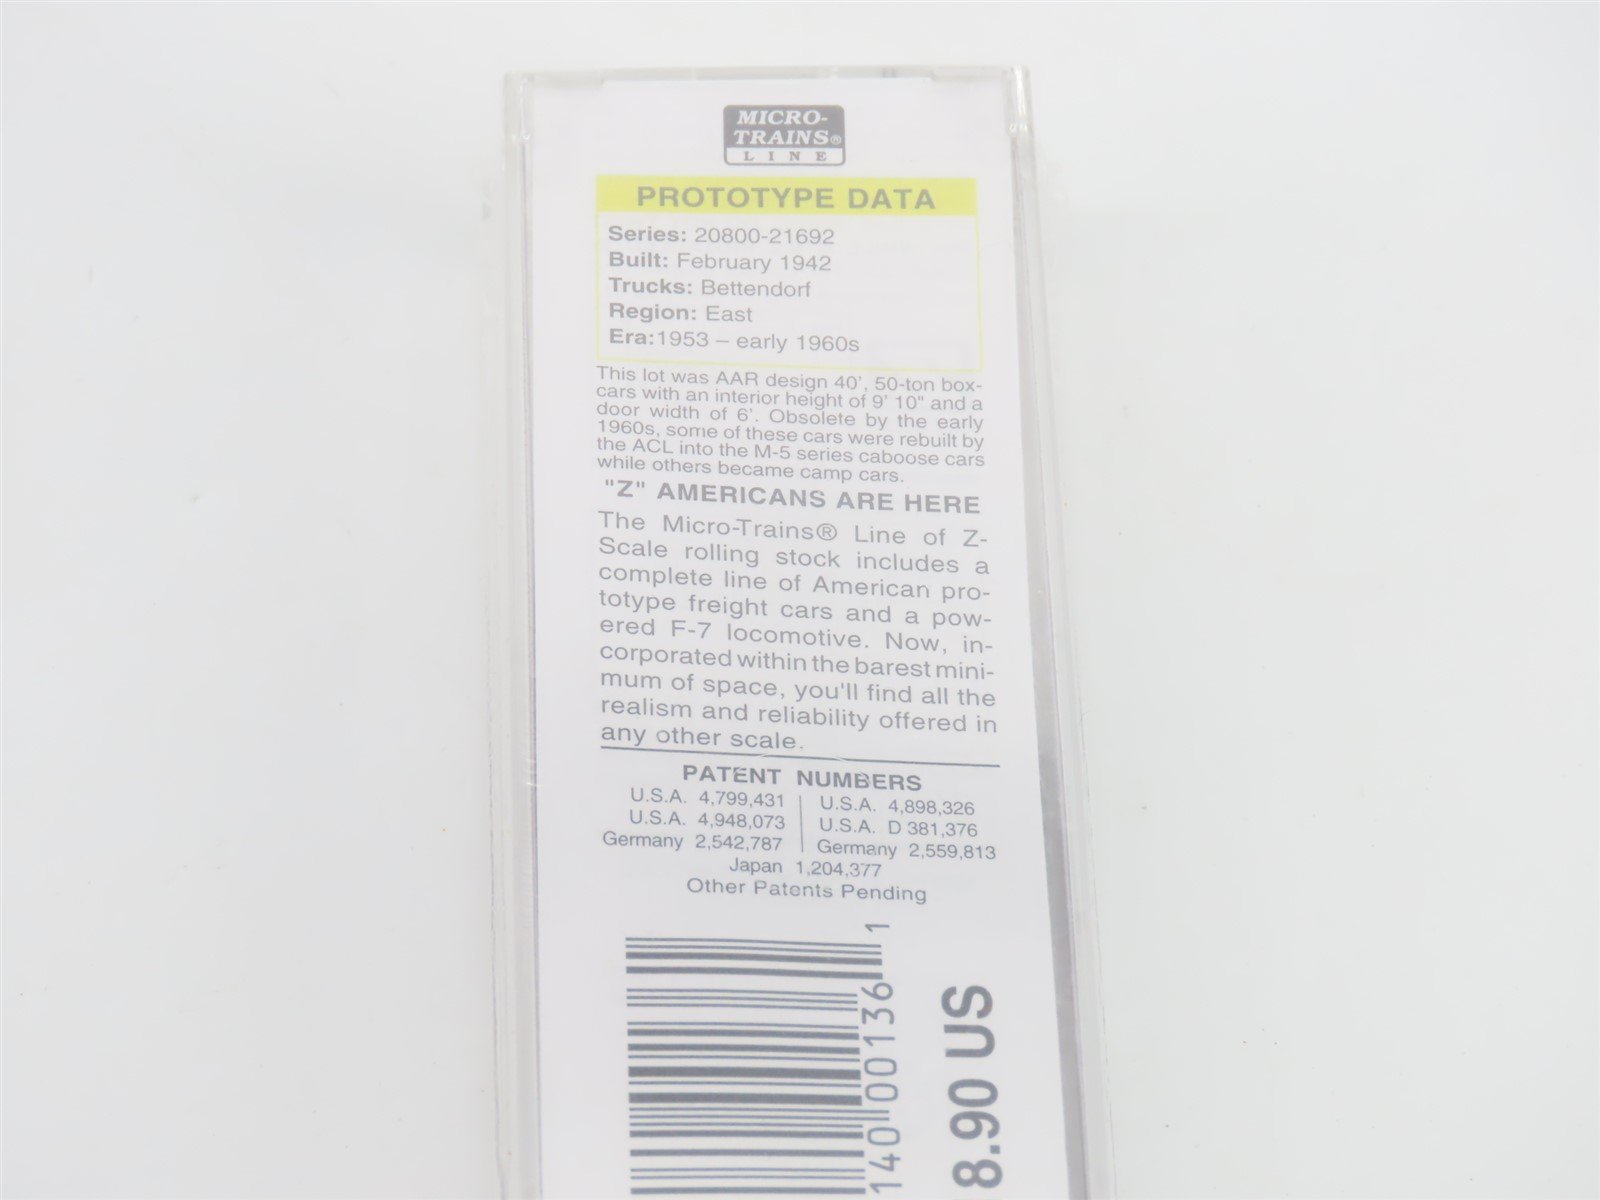 MICRO-
TRAINS®
LINE
PROTOTYPE DATA
Series: 20800-21692
Built: February 1942
Trucks: Bettendorf
Region: East
Era:1953 – early 1960s
This lot was AAR design 40', 50-ton box-
cars with an interior height of 9' 10" and a
door width of 6'. Obsolete by the early
1960s, some of these cars were rebuilt by
the ACL into the M-5 series caboose cars
while others became camp cars.
"Z" AMERICANS ARE HERE
The Micro-Trains® Line of Z-
Scale rolling stock includes a
complete line of American pro-
totype freight cars and a pow-
ered F-7 locomotive. Now, in-
corporated within the barest mini-
mum of space, you'll find all the
realism and reliability offered in
any other scale.
PATENT NUMBERS
U.S.A. 4,799,431 | U.S.A. 4,898,326
U.S.A. 4,948,073 | U.S.A. D 381,376
Germany 2,542,787 | Germany 2,559,813
Japan 1,204,377
Other Patents Pending
140 00136 1
8.90 US